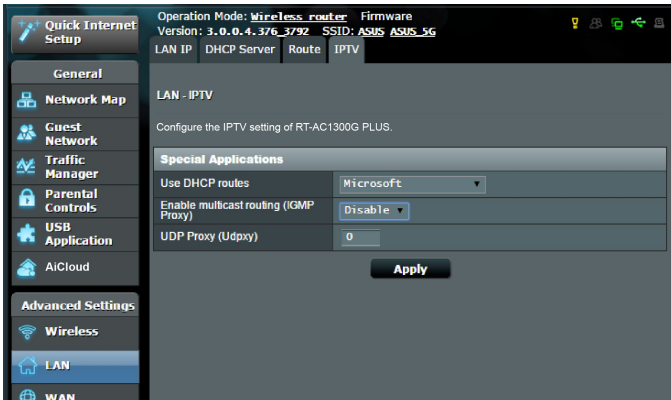 Quick Internet
Setup
Operation Mode: Wireless router Firmware
Version: 3.0.0.4.376_3792 SSID: ASUS ASUS_5G
LAN IP DHCP Server Route IPTV
General
Network Map
Guest
Network
Traffic
Manager
Parental
Controls
USB
Application
AiCloud
Advanced Settings
Wireless
LAN
WAN
LAN - IPTV
Configure the IPTV setting of RT-AC1300G PLUS.
Special Applications
Use DHCP routes Microsoft
Enable multicast routing (IGMP
Proxy) Disable
UDP Proxy (Udpxy) 0
Apply